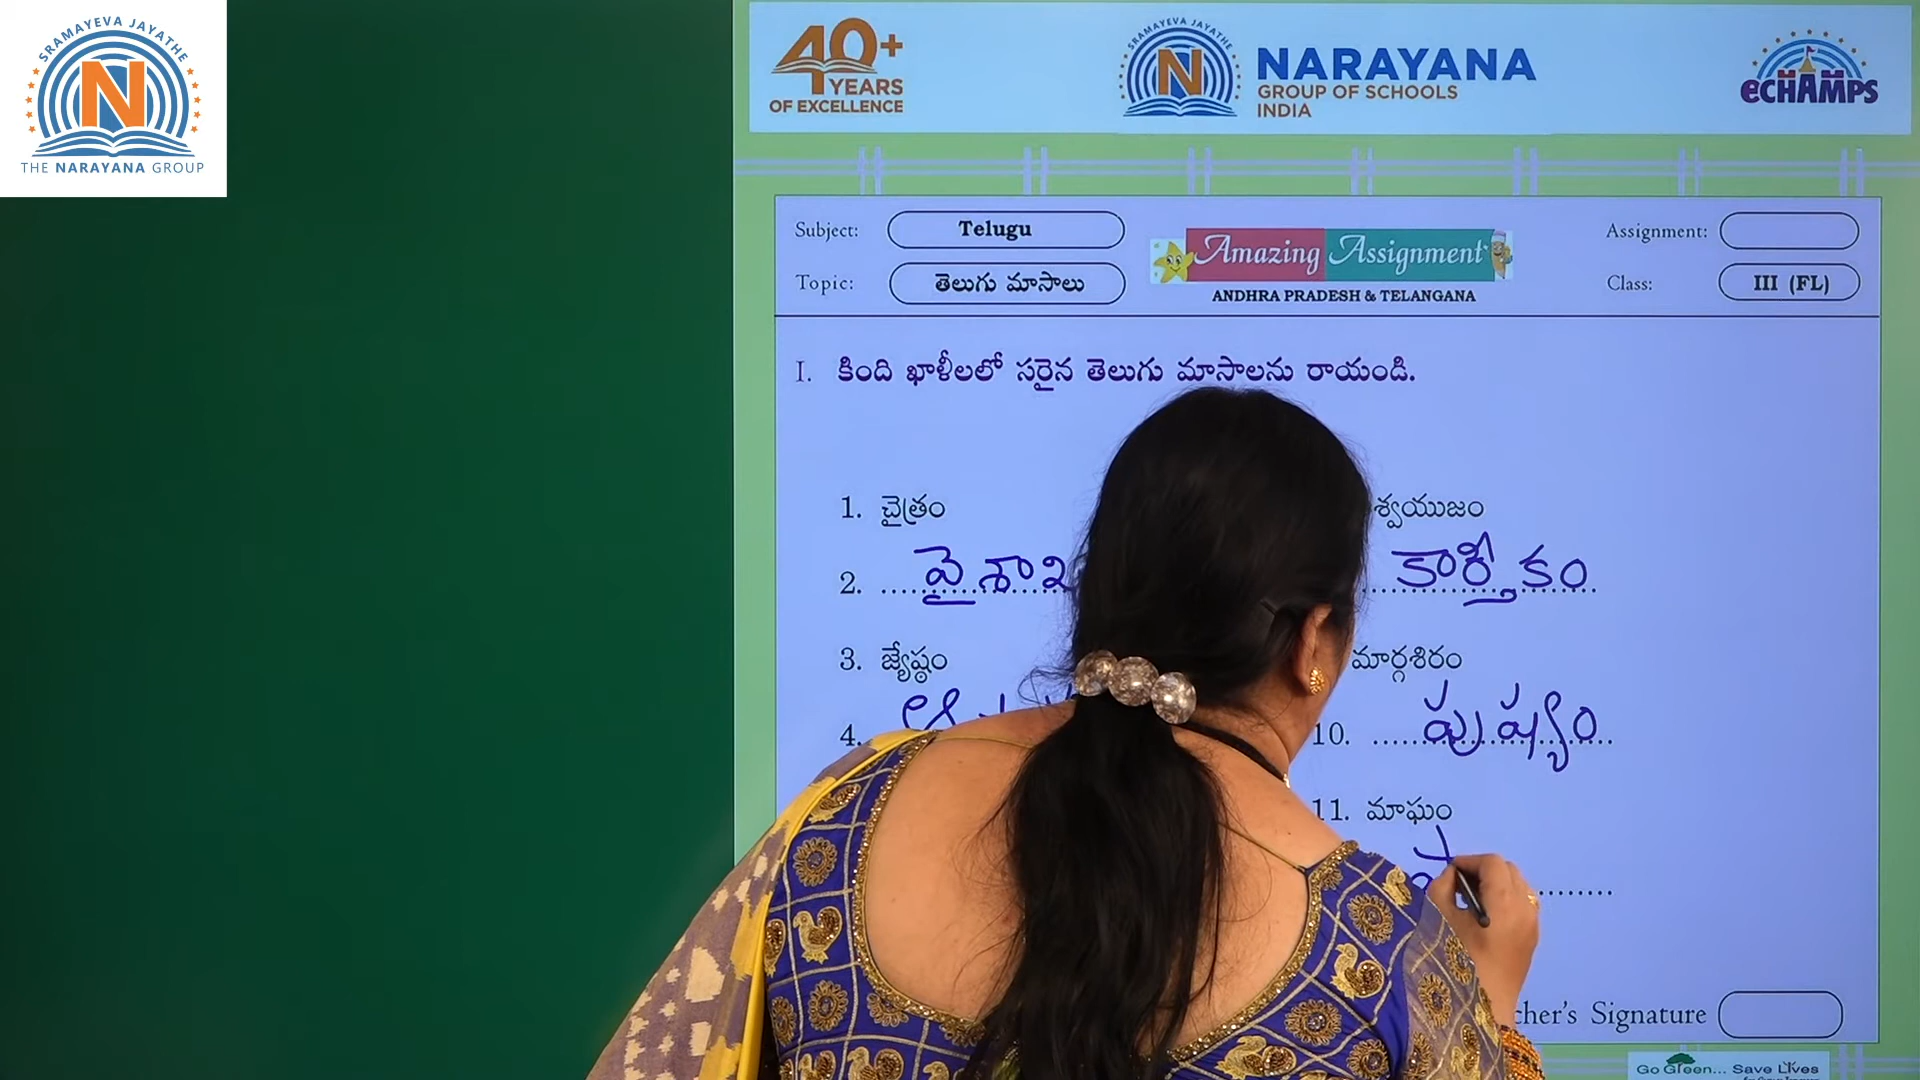 SRAMAYEVA JAYATHE
N
THE NARAYANA GROUP
40+
YEARS
OF EXCELLENCE
SRAMAYEVA JAYATHE
N
NARAYANA
GROUP OF SCHOOLS
INDIA
eCHAMPS
Subject: Telugu
Amazing Assignment
Assignment:
Topic: తెలుగు మాసాలు
ANDHRA PRADESH & TELANGANA
Class: III (FL)
I. కింది ఖాళీలలో సరైన తెలుగు మాసాలను రాయండి.
1. చైత్రం
శ్వయుజం
2. వైశాఖ
కార్తీకం
3. జ్యేష్ఠం
మార్గశిరం
4.
10. పుష్యం
11. మాఘం
cher's Signature
Go Green... Save Lives